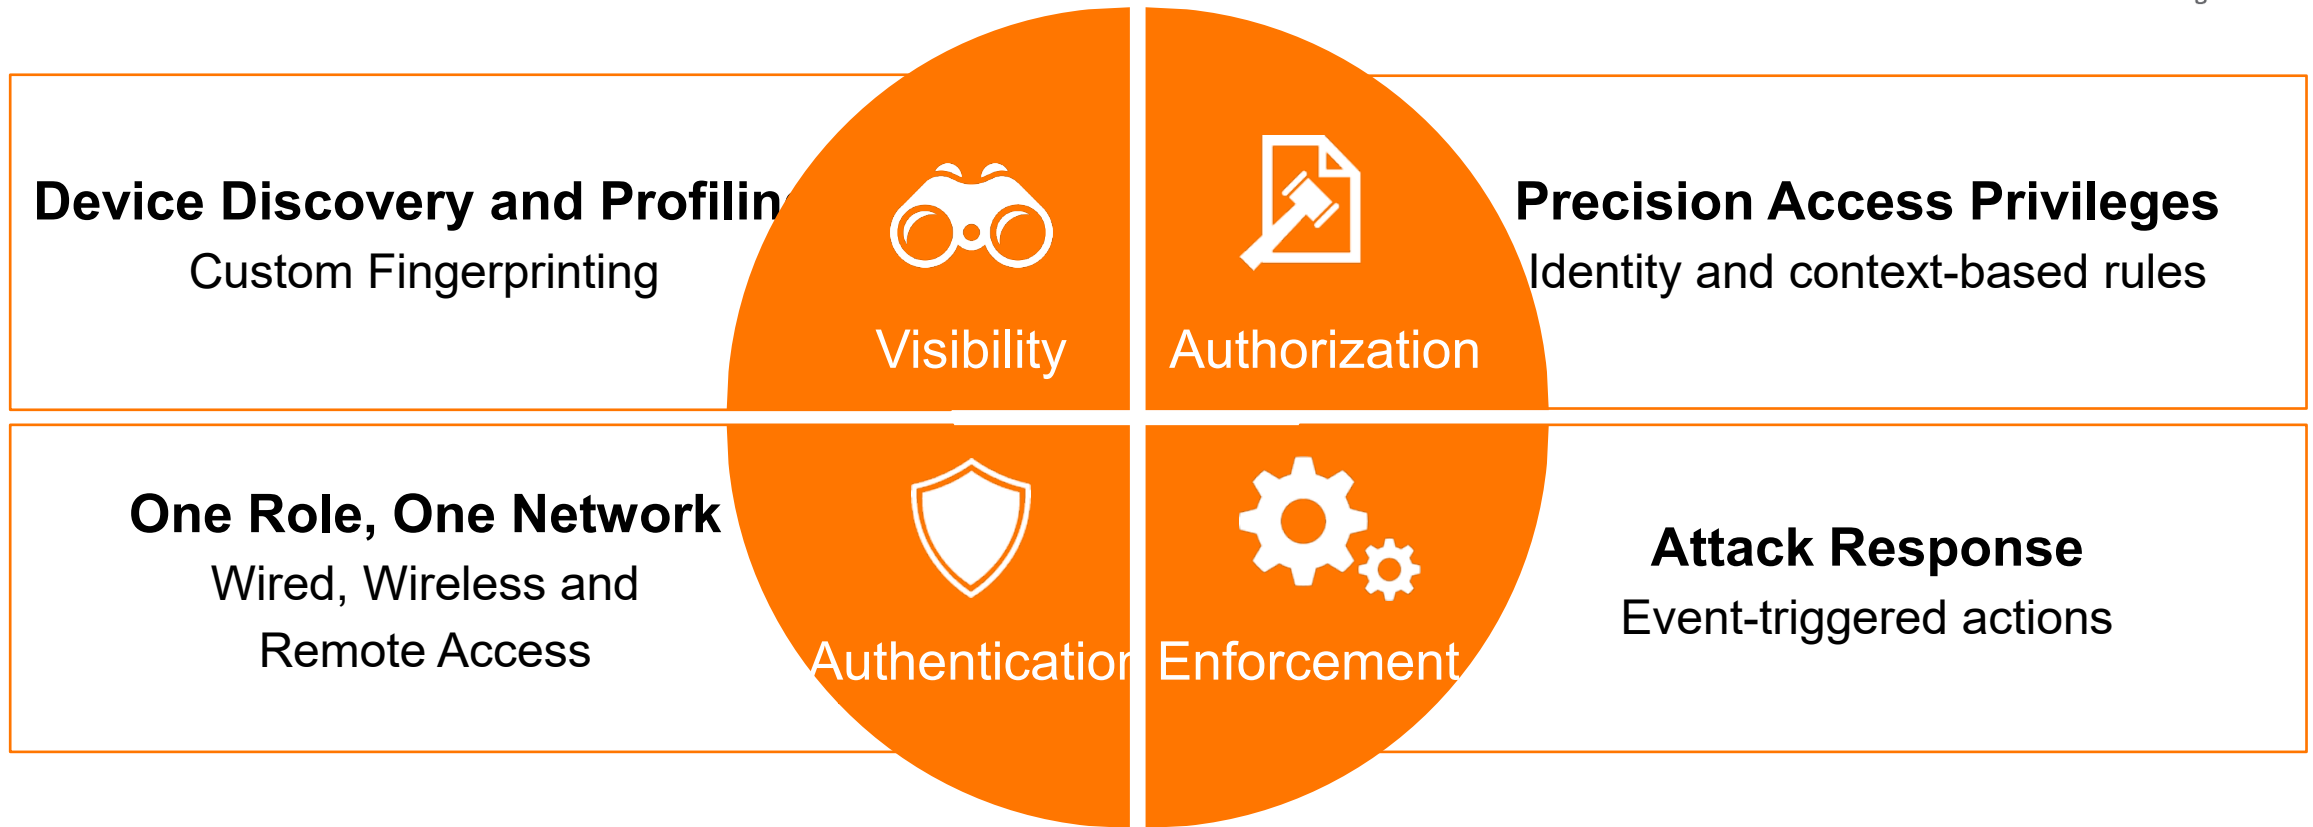 Device Discovery and Profilin
Custom Fingerprinting
Visibility
Authorization
Precision Access Privileges
Identity and context-based rules
One Role, One Network
Wired, Wireless and
Remote Access
Authentication
Enforcement
Attack Response
Event-triggered actions